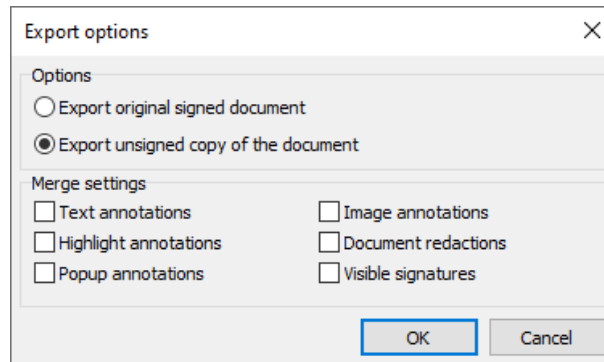 Export options
Options
Export original signed document
Export unsigned copy of the document
Merge settings
Text annotations
Image annotations
Highlight annotations
Document redactions
Popup annotations
Visible signatures
OK
Cancel